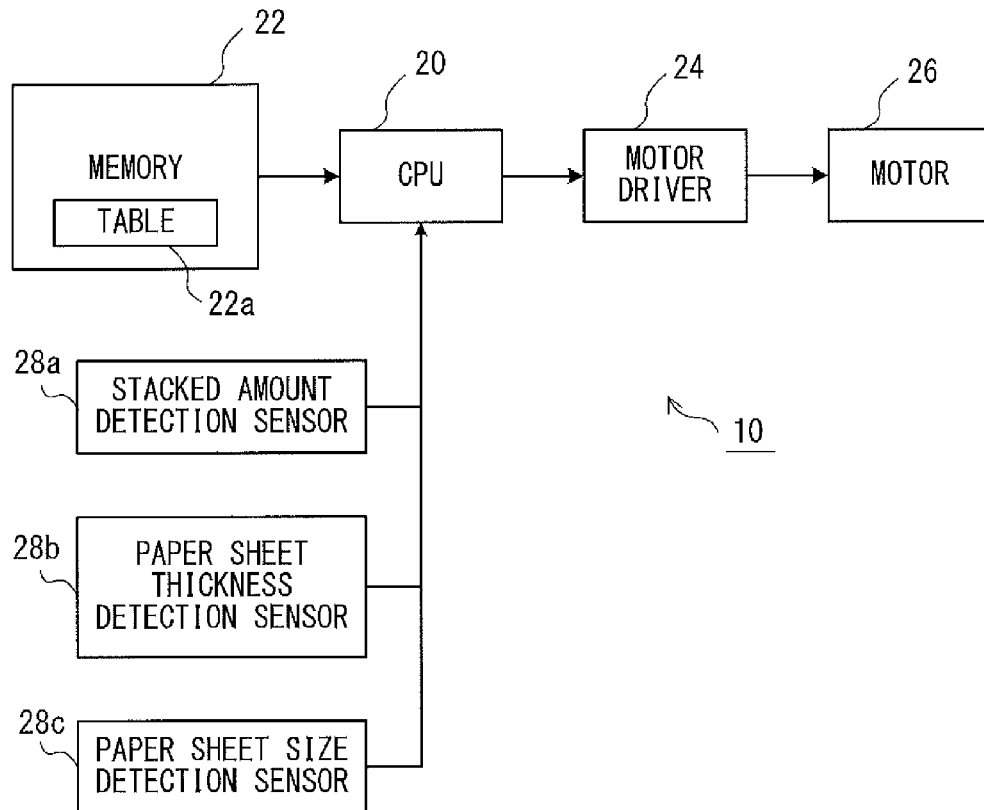 22
20
24
26
MEMORY
CPU
MOTOR
DRIVER
MOTOR
TABLE
22a
28a
STACKED AMOUNT
DETECTION SENSOR
10
28b
PAPER SHEET
THICKNESS
DETECTION SENSOR
28c
PAPER SHEET SIZE
DETECTION SENSOR